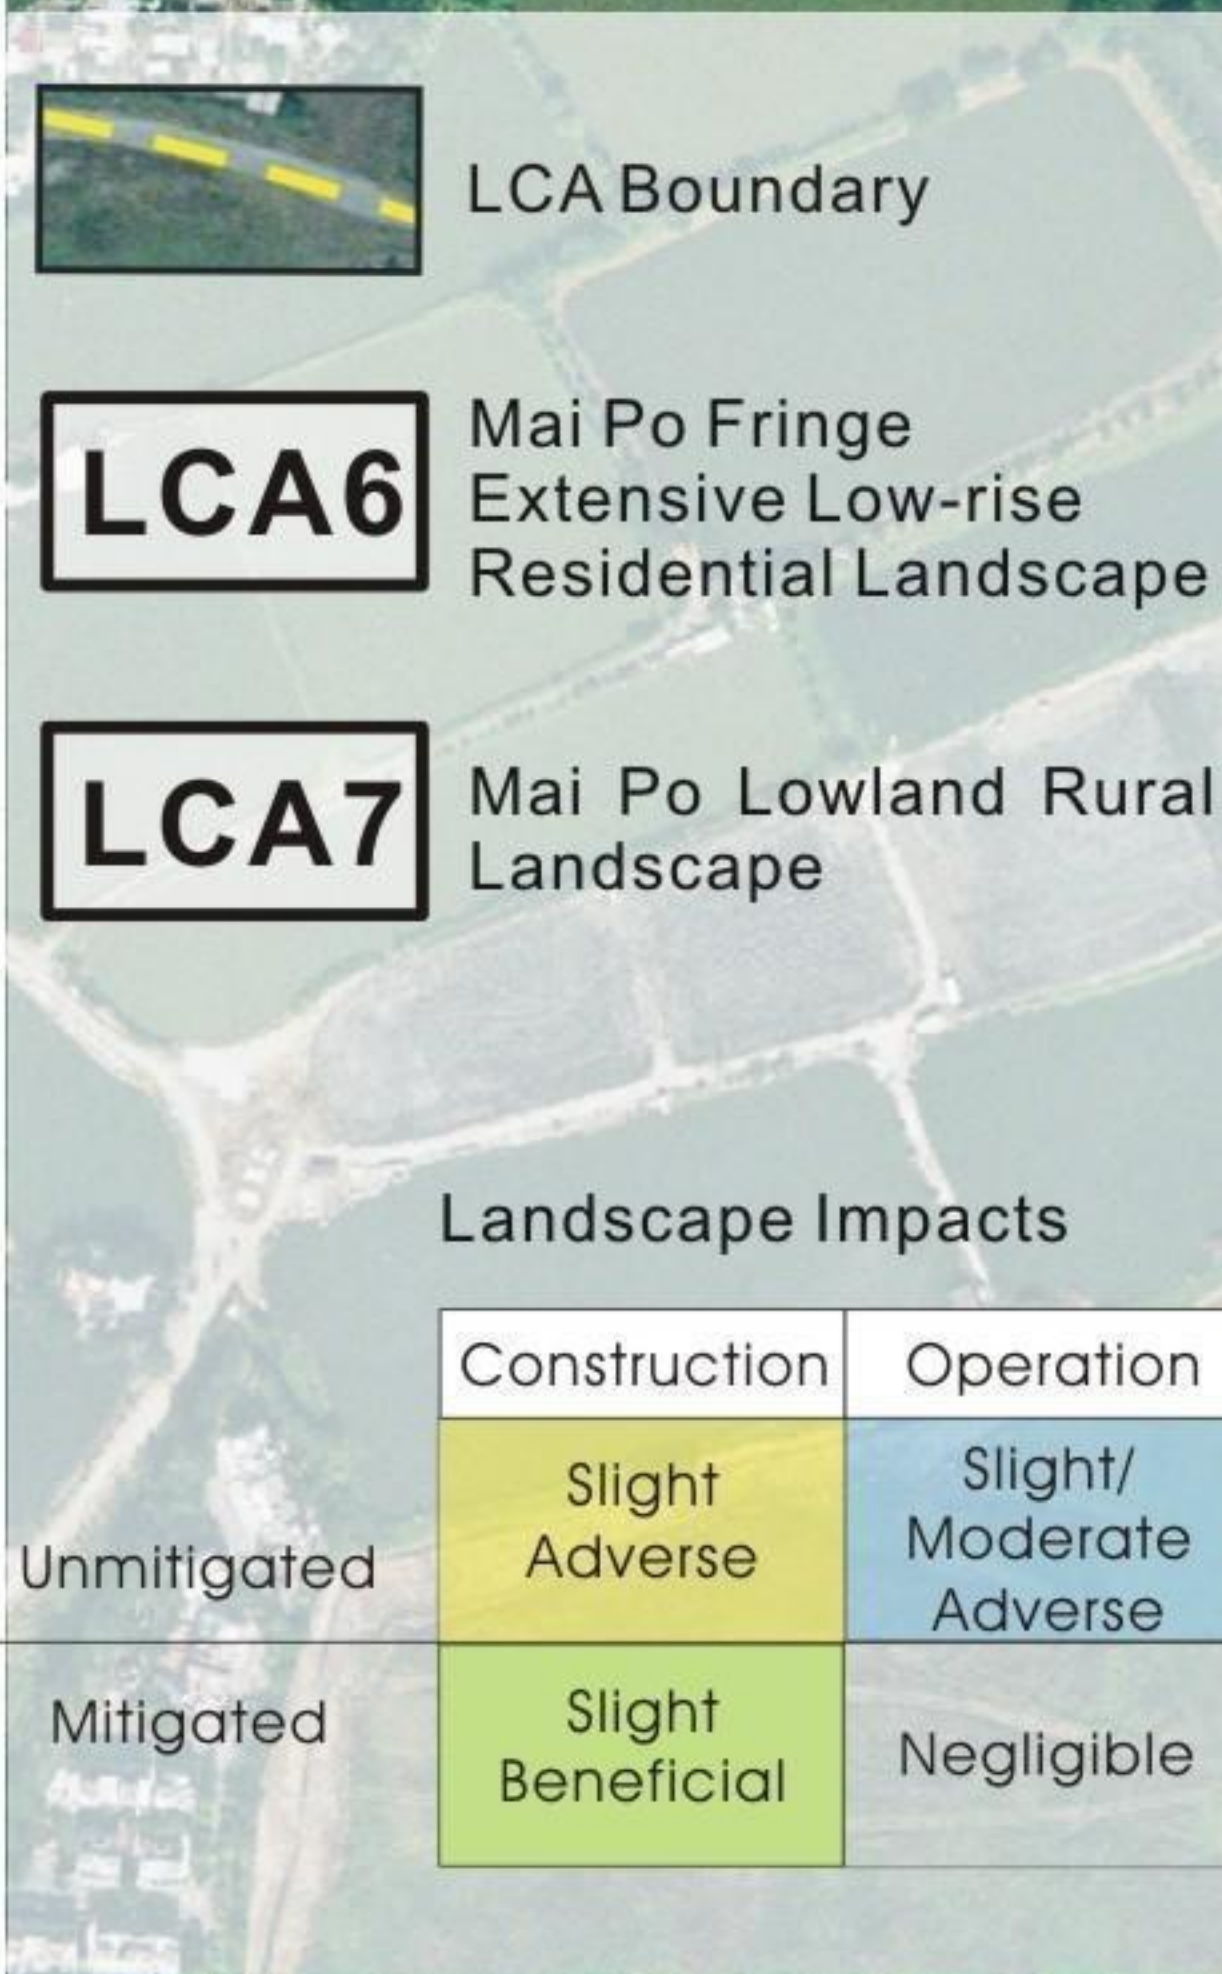 LCA Boundary
LCA6
Mai Po Fringe
Extensive Low-rise
Residential Landscape
LCA7
Mai Po Lowland Rural
Landscape
Landscape Impacts
Construction
Operation
Unmitigated
Slight
Adverse
Slight/
Moderate
Adverse
Mitigated
Slight
Beneficial
Negligible